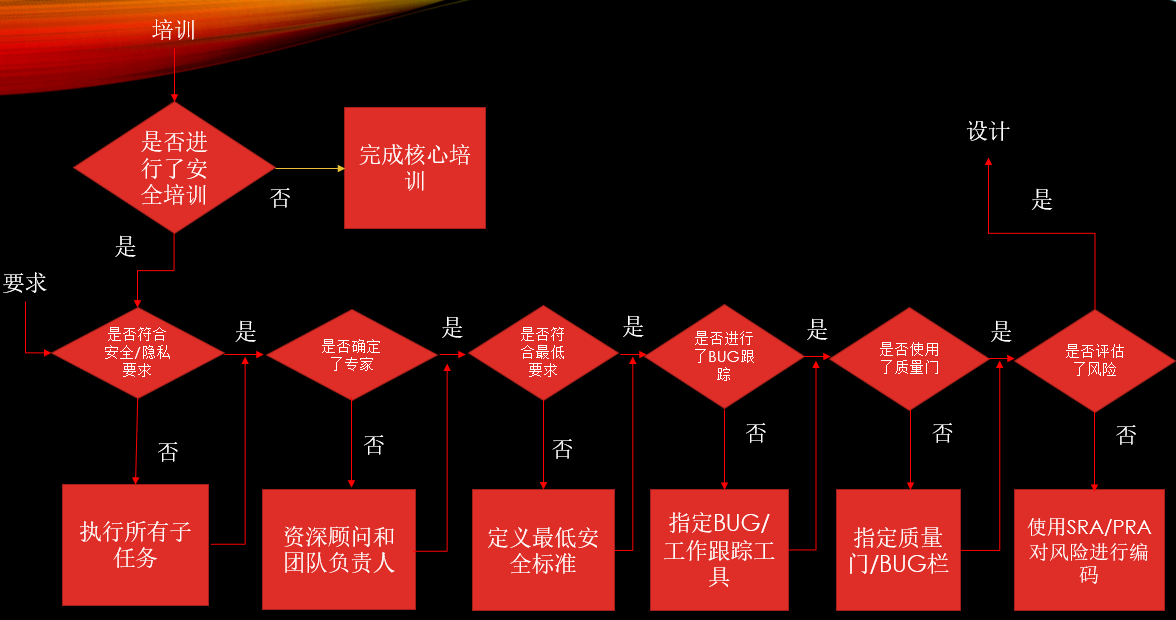 培训
是否进
行了安
全培训
否
完成核心培
训
是
设计
是
要求
是否符合
安全/隐私
要求
是
是否确定
了专家
是
是否符
合最低
要求
是
是否进行
了BUG跟
踪
是
是否使用
了质量门
是
是否评估
了风险
否
否
否
否
否
否
执行所有子
任务
资深顾问和
团队负责人
定义最低安
全标准
指定BUG/
工作跟踪工
具
指定质量
门/BUG栏
使用SRA/PRA
对风险进行编
码